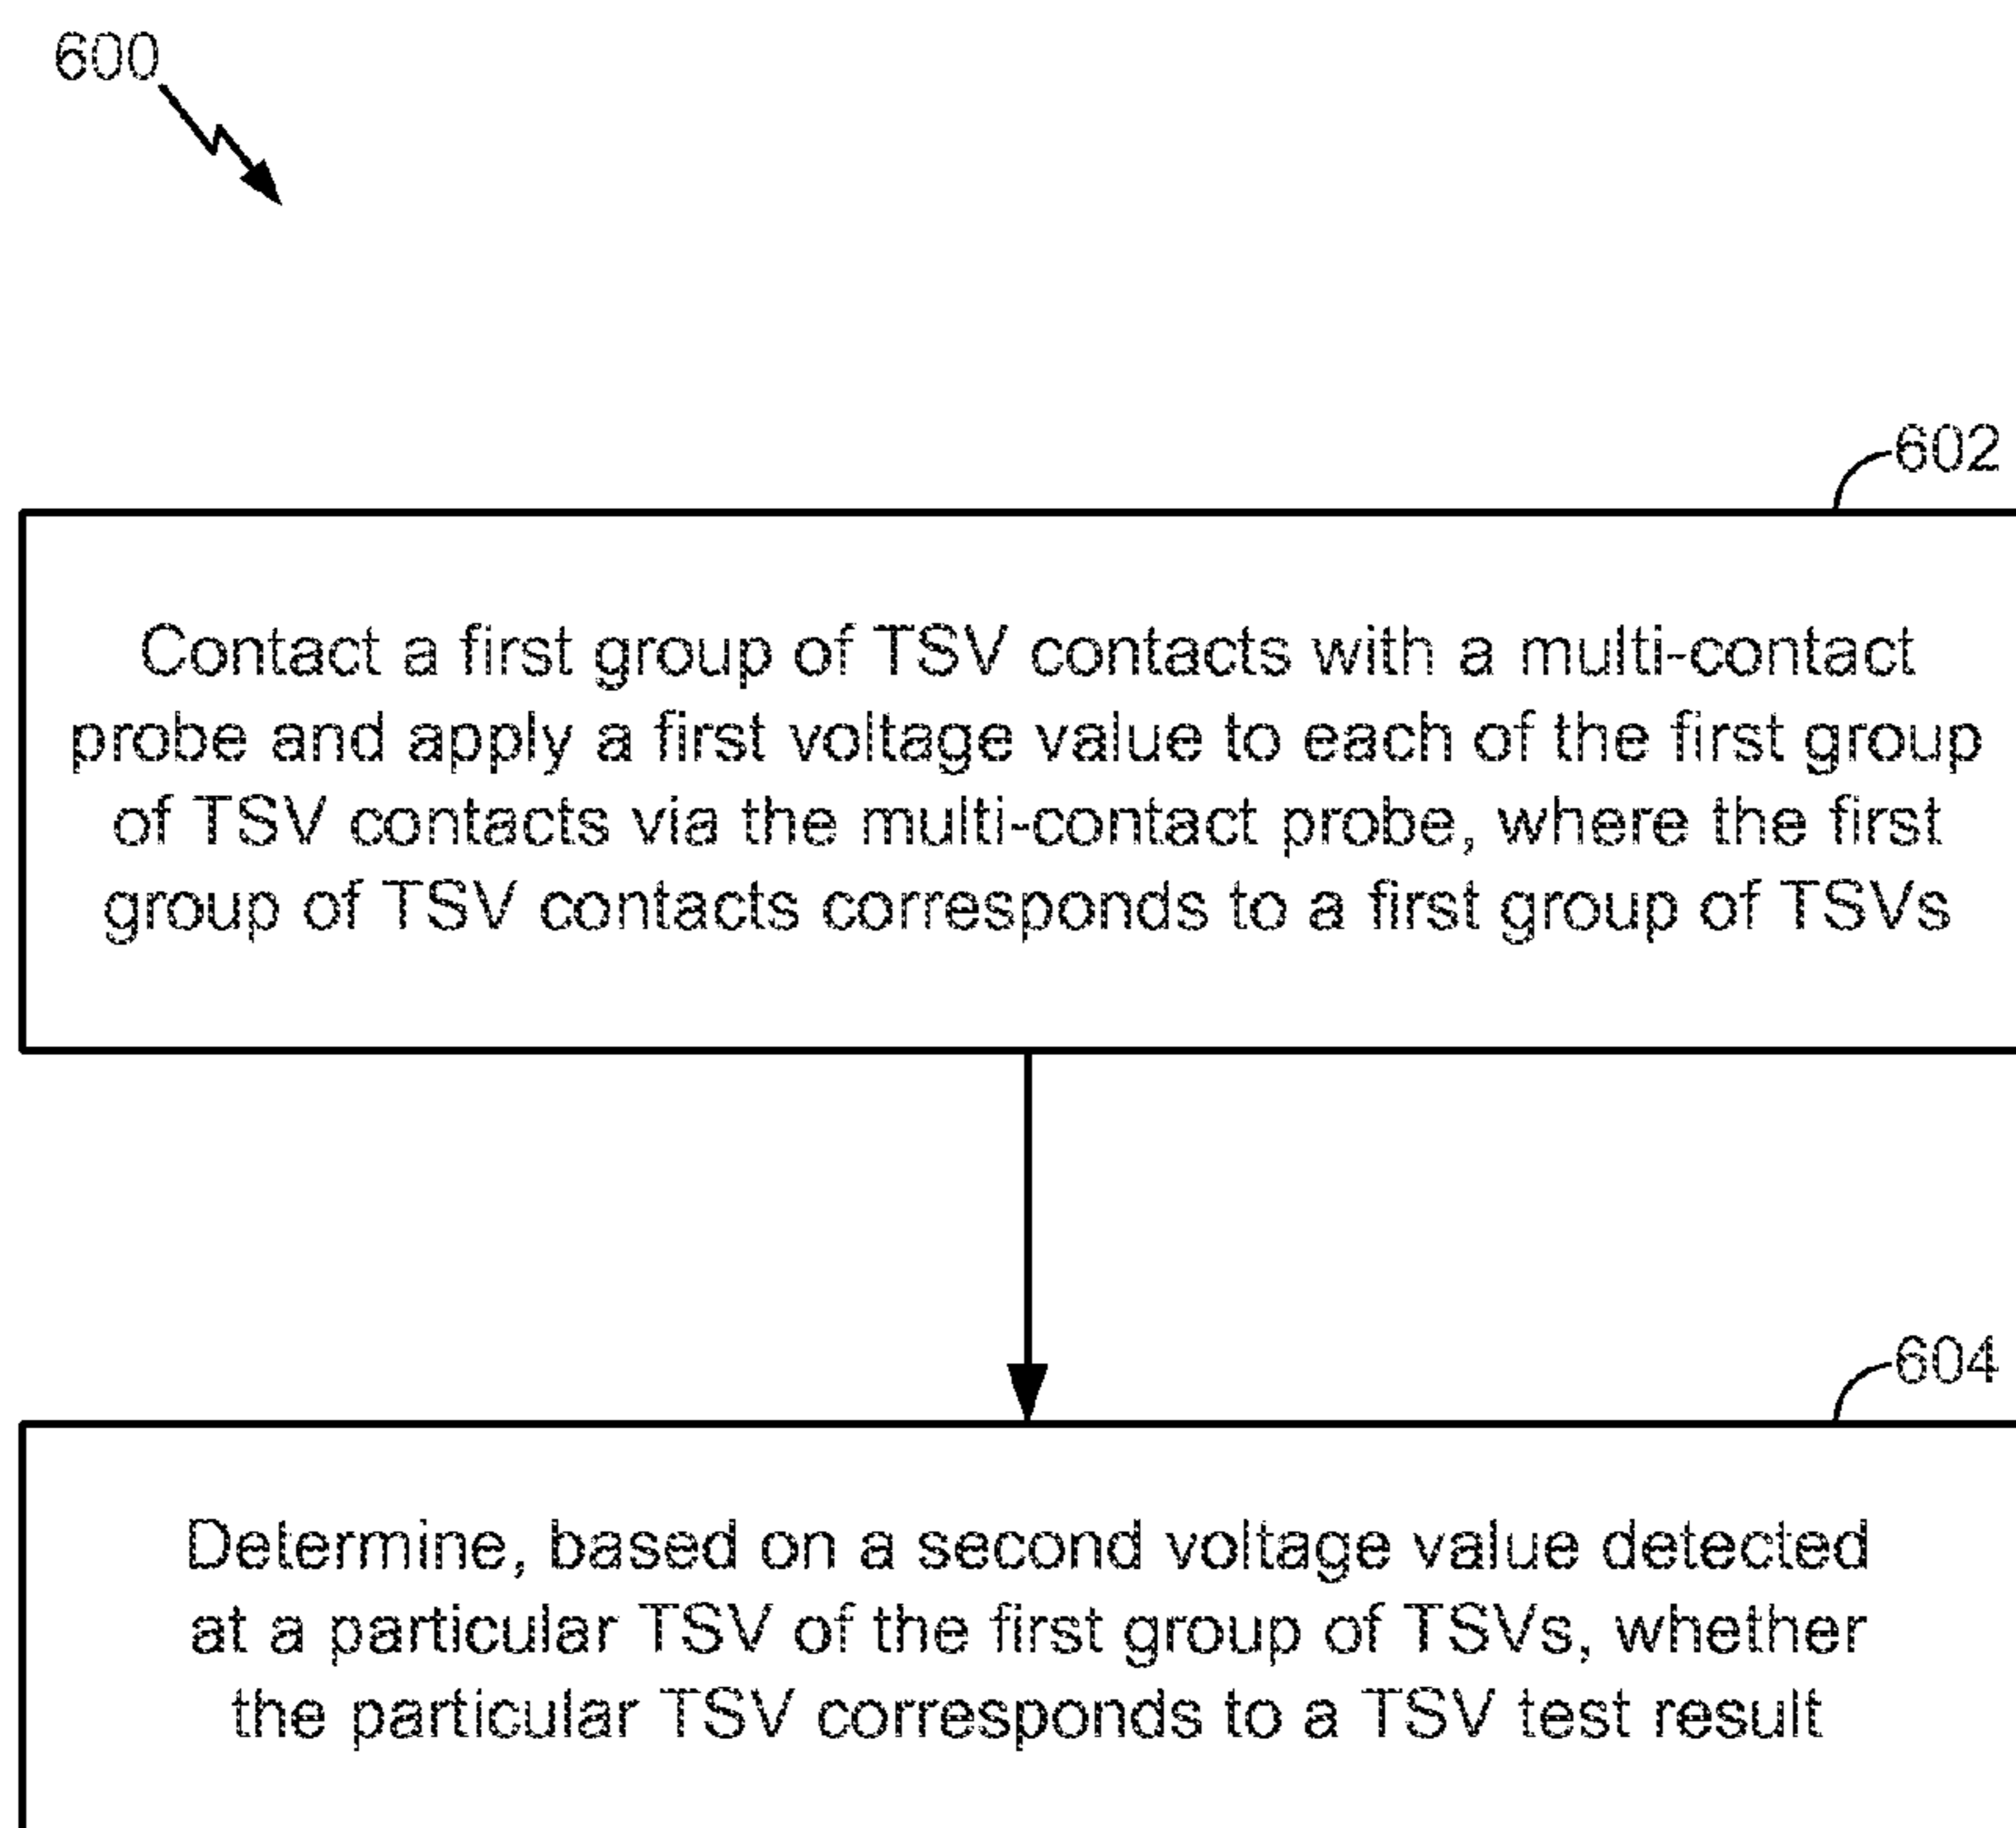 600
602
Contact a first group of TSV contacts with a multi-contact
probe and apply a first voltage value to each of the first group
of TSV contacts via the multi-contact probe, where the first
group of TSV contacts corresponds to a first group of TSVs
604
Determine, based on a second voltage value detected
at a particular TSV of the first group of TSVs, whether
the particular TSV corresponds to a TSV test result